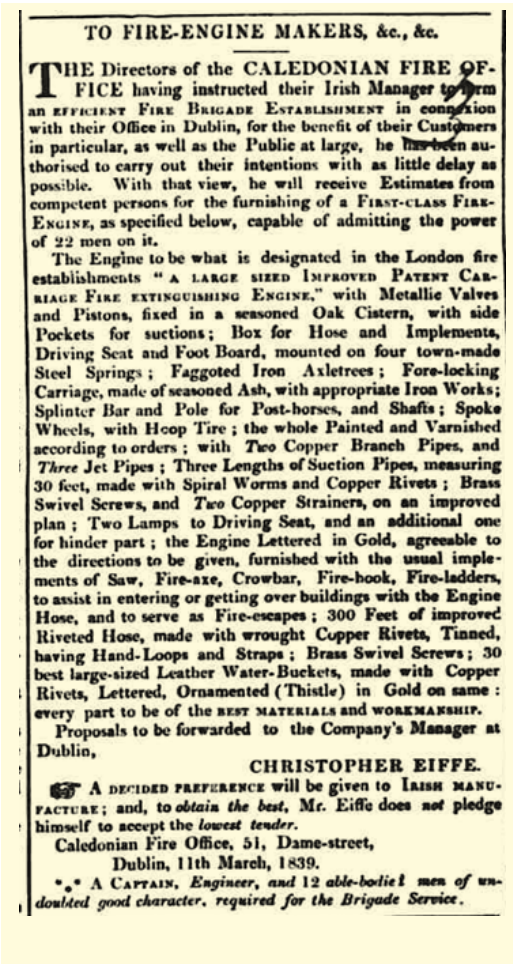 TO FIRE-ENGINE MAKERS, &c., &c.
THE Directors of the CALEDONIAN FIRE OF-
FICE having instructed their Irish Manager to form
an EFFICIENT FIRE BRIGADE ESTABLISHMENT in connexion
with their Office in Dublin, for the benefit of their Customers
in particular, as well as the Public at large, he has been au-
thorised to carry out their intentions with as little delay as
possible. With that view, he will receive Estimates from
competent persons for the furnishing of a FIRST-CLASS FIRE-
ENGINE, as specified below, capable of admitting the power
of 22 men on it.
The Engine to be what is designated in the London fire
establishments "A LARGE SIZED IMPROVED PATENT CAR-
RIAGE FIRE EXTINGUISHING ENGINE," with Metallic Valves
and Pistons, fixed in a seasoned Oak Cistern, with side
Pockets for suctions; Box for Hose and Implements,
Driving Seat and Foot Board, mounted on four town-made
Steel Springs; Faggoted Iron Axletrees; Fore-locking
Carriage, made of seasoned Ash, with appropriate Iron Works;
Splinter Bar and Pole for Post-horses, and Shafts; Spoke
Wheels, with Hoop Tire; the whole Painted and Varnished
according to orders; with Two Copper Branch Pipes, and
Three Jet Pipes; Three Lengths of Suction Pipes, measuring
30 feet, made with Spiral Worms and Copper Rivets; Brass
Swivel Screws, and Two Copper Strainers, on an improved
plan; Two Lamps to Driving Seat, and an additional one
for hinder part; the Engine Lettered in Gold, agreeable to
the directions to be given, furnished with the usual imple-
ments of Saw, Fire-axe, Crowbar, Fire-hook, Fire-ladders,
to assist in entering or getting over buildings with the Engine
Hose, and to serve as Fire-escapes; 300 Feet of improved
Riveted Hose, made with wrought Copper Rivets, Tinned,
having Hand-Loops and Straps; Brass Swivel Screws; 30
best large-sized Leather Water-Buckets, made with Copper
Rivets, Lettered, Ornamented (Thistle) in Gold on same:
every part to be of the BEST MATERIALS and WORKMANSHIP.
Proposals to be forwarded to the Company's Manager at
Dublin,
CHRISTOPHER EIFFE.
☞ A DECIDED PREFERENCE will be given to IRISH MANU-
FACTURE; and, to obtain the best, Mr. Eiffe does not pledge
himself to accept the lowest tender.
Caledonian Fire Office, 51, Dame-street,
Dublin, 11th March, 1839.
*** A CAPTAIN, Engineer, and 12 able-bodied men of un-
doubted good character, required for the Brigade Service.